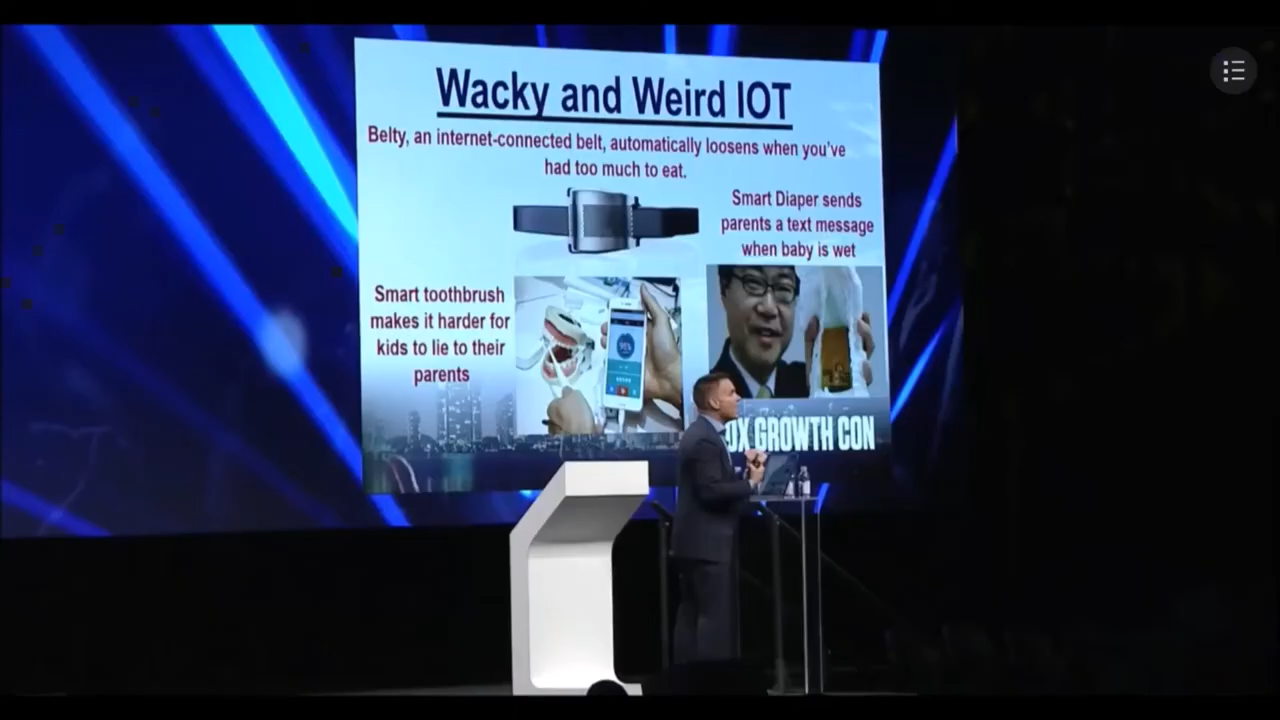 Wacky and Weird IOT
Belty, an internet-connected belt, automatically loosens when you've
had too much to eat.
Smart Diaper sends
parents a text message
when baby is wet
Smart toothbrush
makes it harder for
kids to lie to their
parents
GROWTH CON